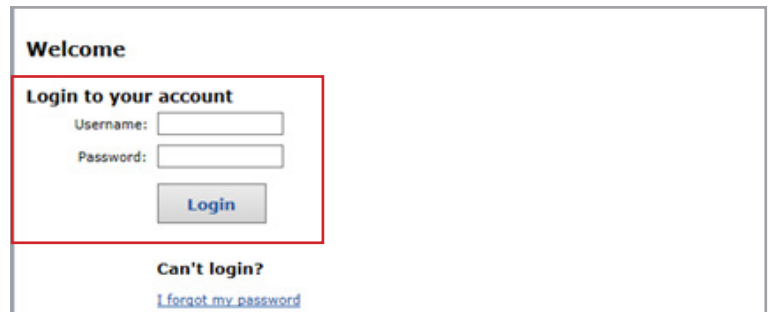 Welcome
Login to your account
Username:
Password:
Login
Can't login?
I forgot my password